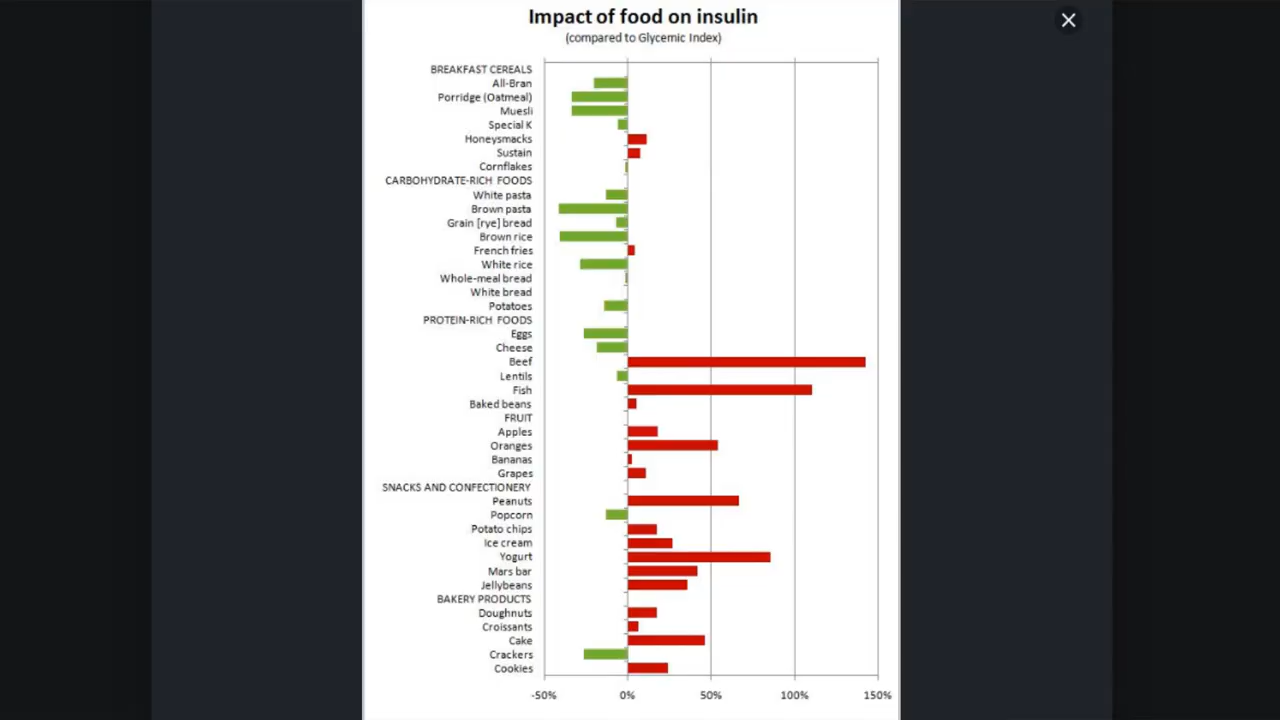 Impact of food on insulin
(compared to Glycemic Index)
BREAKFAST CEREALS
All-Bran
Porridge (Oatmeal)
Muesli
Special K
Honeysmacks
Sustain
Cornflakes
CARBOHYDRATE-RICH FOODS
White pasta
Brown pasta
Grain [rye] bread
Brown rice
French fries
White rice
Whole-meal bread
White bread
Potatoes
PROTEIN-RICH FOODS
Eggs
Cheese
Beef
Lentils
Fish
Baked beans
FRUIT
Apples
Oranges
Bananas
Grapes
SNACKS AND CONFECTIONERY
Peanuts
Popcorn
Potato chips
Ice cream
Yogurt
Mars bar
Jellybeans
BAKERY PRODUCTS
Doughnuts
Croissants
Cake
Crackers
Cookies
-50% 0% 50% 100% 150%